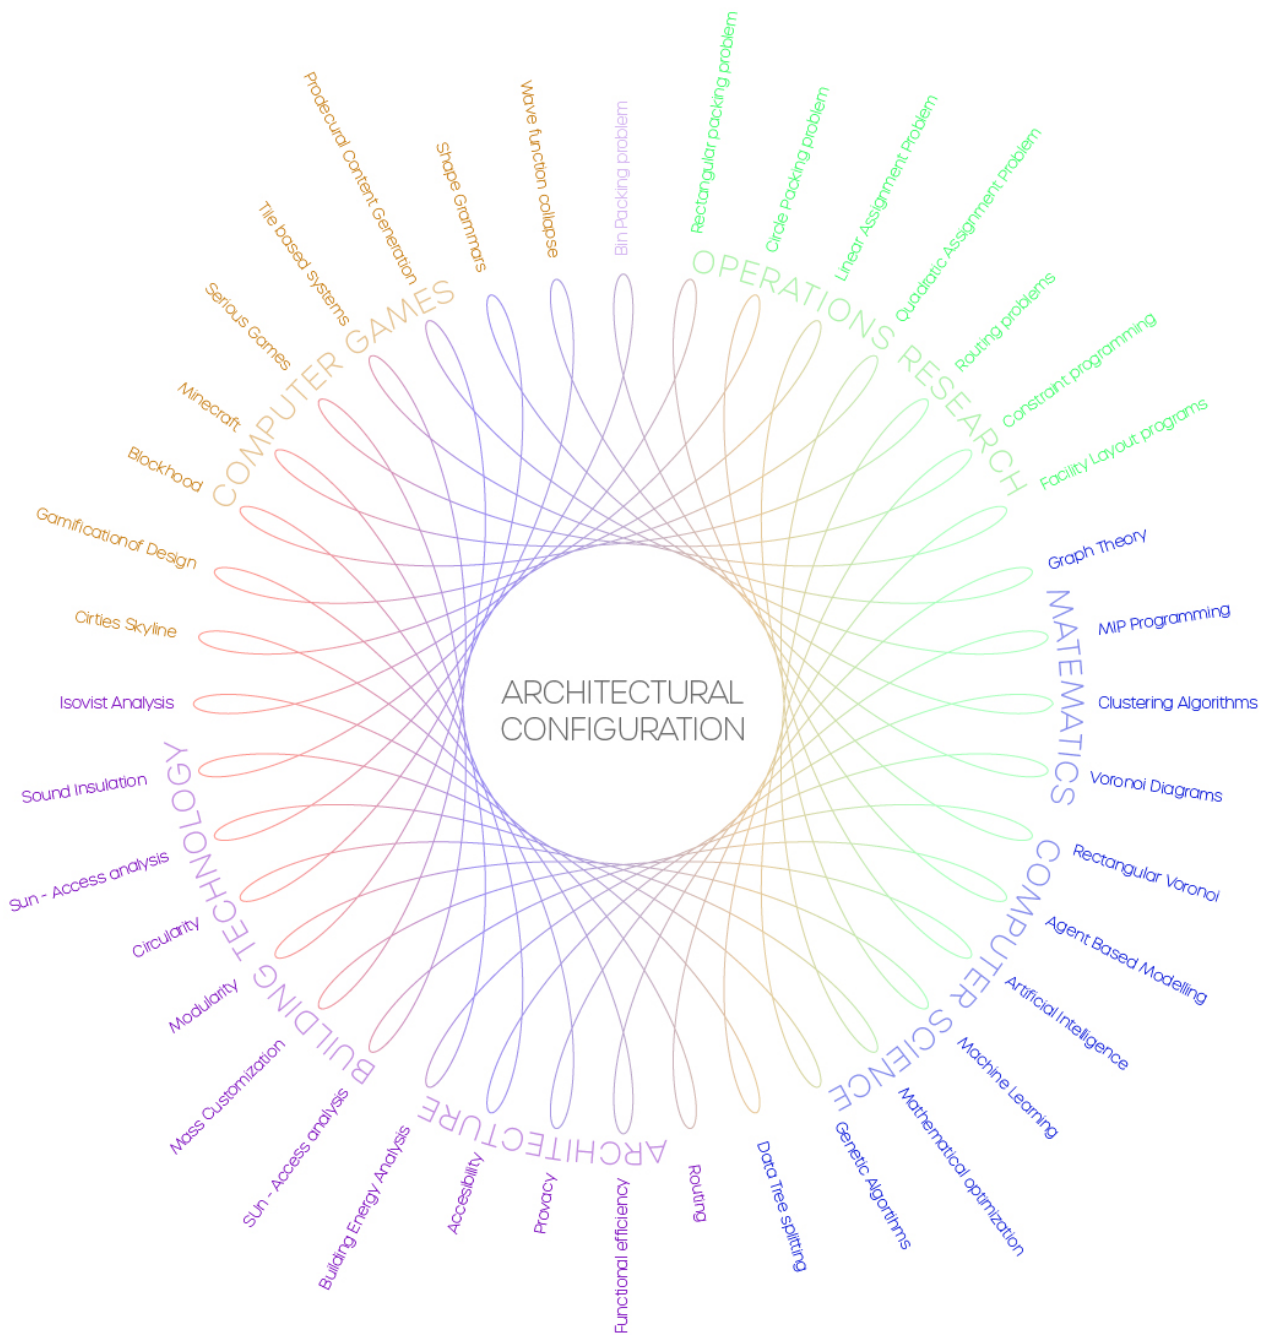 ARCHITECTURAL
CONFIGURATION
Bin Packing problem
Rectangular packing problem
Circle Packing problem
Linear Assignment Problem
Quadratic Assignment Problem
Routing problems
Constraint programming
Facility Layout programs
OPERATIONS RESEARCH
Graph Theory
MIP Programming
Clustering Algorithms
Voronoi Diagrams
MATEMATICS
Rectangular Voronoi
Agent Based Modelling
Artificial Intelligence
Machine Learning
Mathematical optimization
Genetic Algortihms
Data Tree splitting
COMPUTER SCIENCE
Routing
Functional efficiency
Provacy
Accesibility
Building Energy Analysis
ARCHITECTURE
SUn - Access analysis
Mass Customization
Modularity
Circularity
Sun - Access analysis
Sound Insulation
Isovist Analysis
BUILDING TECHNOLOGY
Cirties Skyline
Gamificationof Design
Blockhood
Minecraft
Serious Games
Tile based systems
Prodecural Content Generation
Shape Grammars
Wave function collapse
COMPUTER GAMES